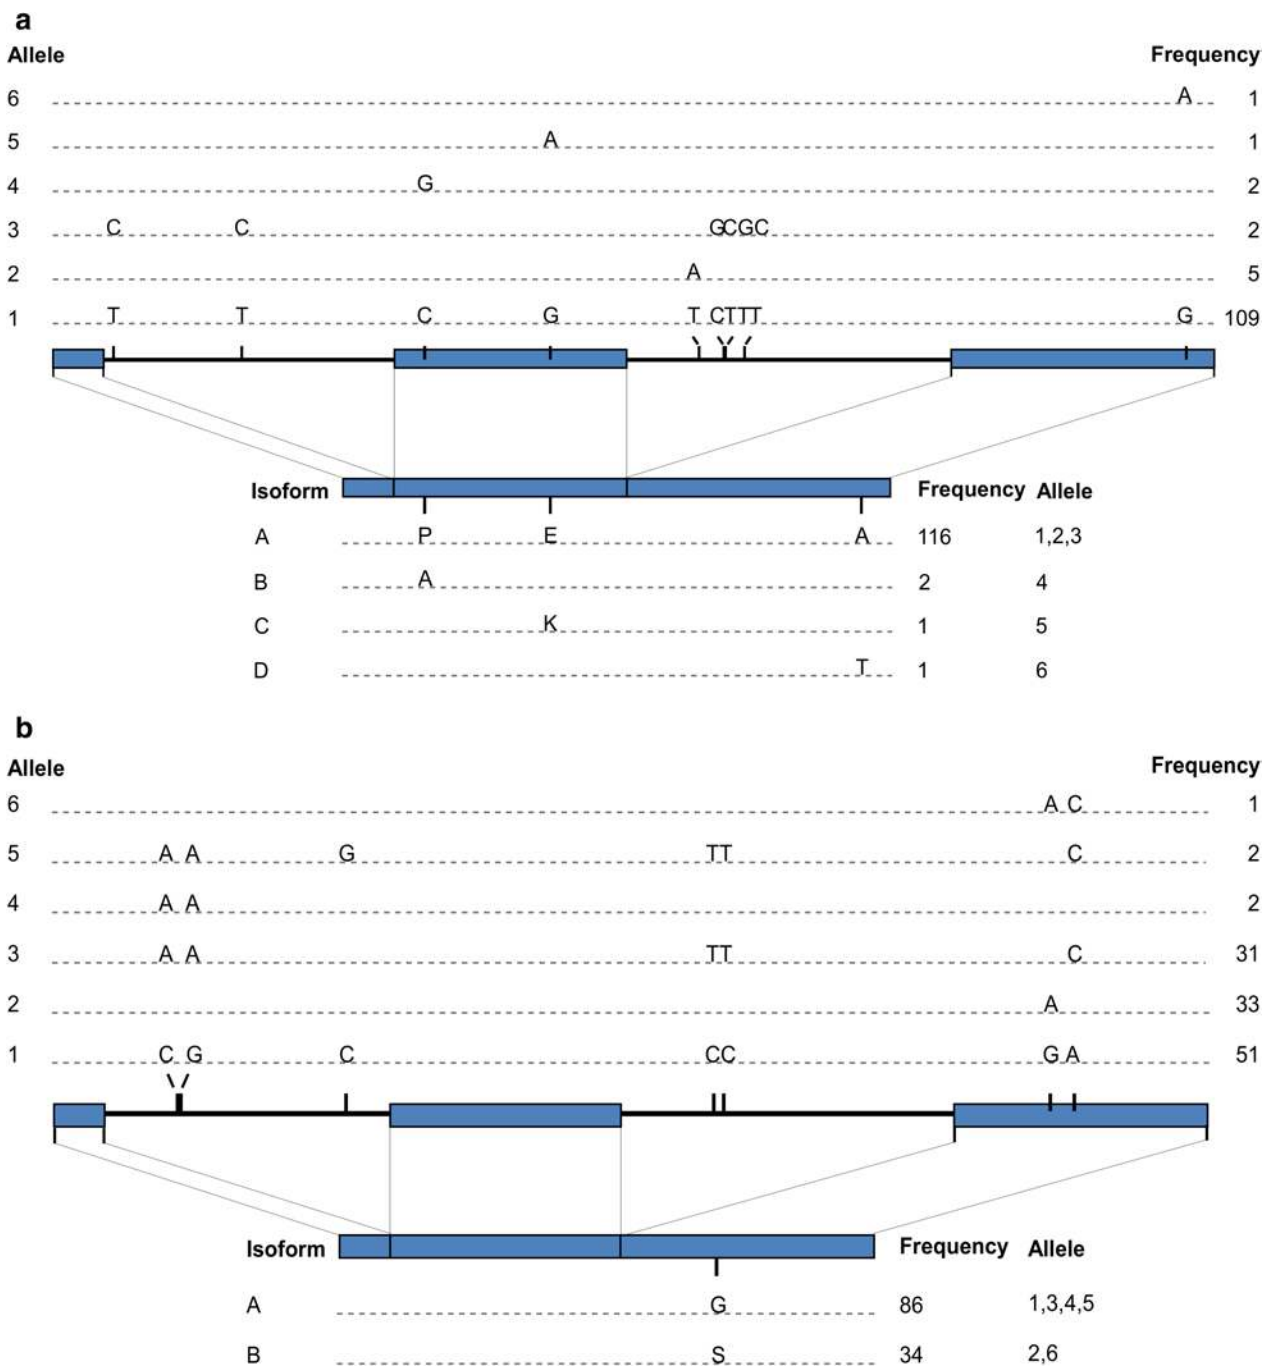 a
Allele Frequency
6 A 1
5 A 1
4 G 2
3 C C GCGC 2
2 A 5
1 T T C G T CTTT G 109
Isoform Frequency Allele
A P E A 116 1,2,3
B A 2 4
C K 1 5
D T 1 6
b
Allele Frequency
6 A C 1
5 A A G TT C 2
4 A A 2
3 A A TT C 31
2 A 33
1 C G C CC G A 51
Isoform Frequency Allele
A G 86 1,3,4,5
B S 34 2,6